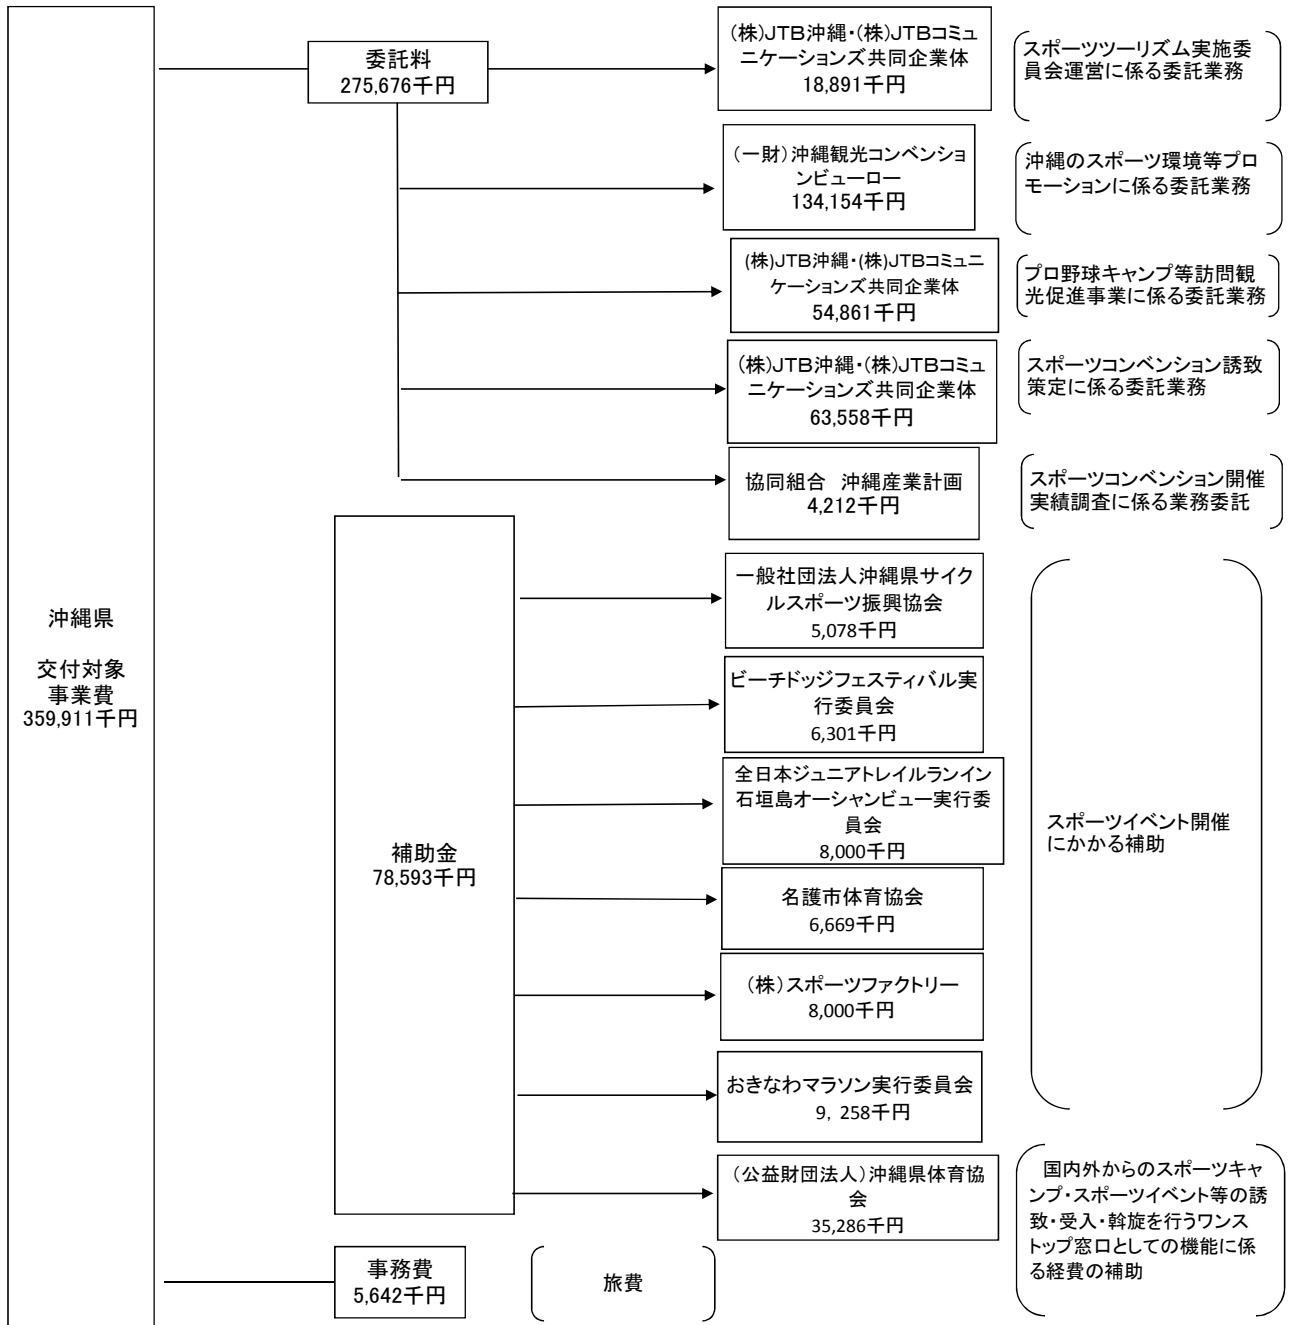 沖縄県
交付対象
事業費
359,911千円
委託料
275,676千円
(株)JTB沖縄・(株)JTBコミュ
ニケーションズ共同企業体
18,891千円
スポーツツーリズム実施委
員会運営に係る委託業務
(一財)沖縄観光コンベンショ
ンビューロー
134,154千円
沖縄のスポーツ環境等プロ
モーションに係る委託業務
(株)JTB沖縄・(株)JTBコミュニ
ケーションズ共同企業体
54,861千円
プロ野球キャンプ等訪問観
光促進事業に係る委託業務
(株)JTB沖縄・(株)JTBコミュ
ニケーションズ共同企業体
63,558千円
スポーツコンベンション誘致
策定に係る委託業務
協同組合 沖縄産業計画
4,212千円
スポーツコンベンション開催
実績調査に係る業務委託
補助金
78,593千円
一般社団法人沖縄県サイク
ルスポーツ振興協会
5,078千円
ビーチドッジフェスティバル実
行委員会
6,301千円
全日本ジュニアトレイルランイン
石垣島オーシャンビュー実行委
員会
8,000千円
名護市体育協会
6,669千円
(株)スポーツファクトリー
8,000千円
おきなわマラソン実行委員会
9, 258千円
スポーツイベント開催
にかかる補助
(公益財団法人)沖縄県体育協
会
35,286千円
国内外からのスポーツキャ
ンプ・スポーツイベント等の誘
致・受入・斡旋を行うワンス
トップ窓口としての機能に係
る経費の補助
事務費
5,642千円
旅費